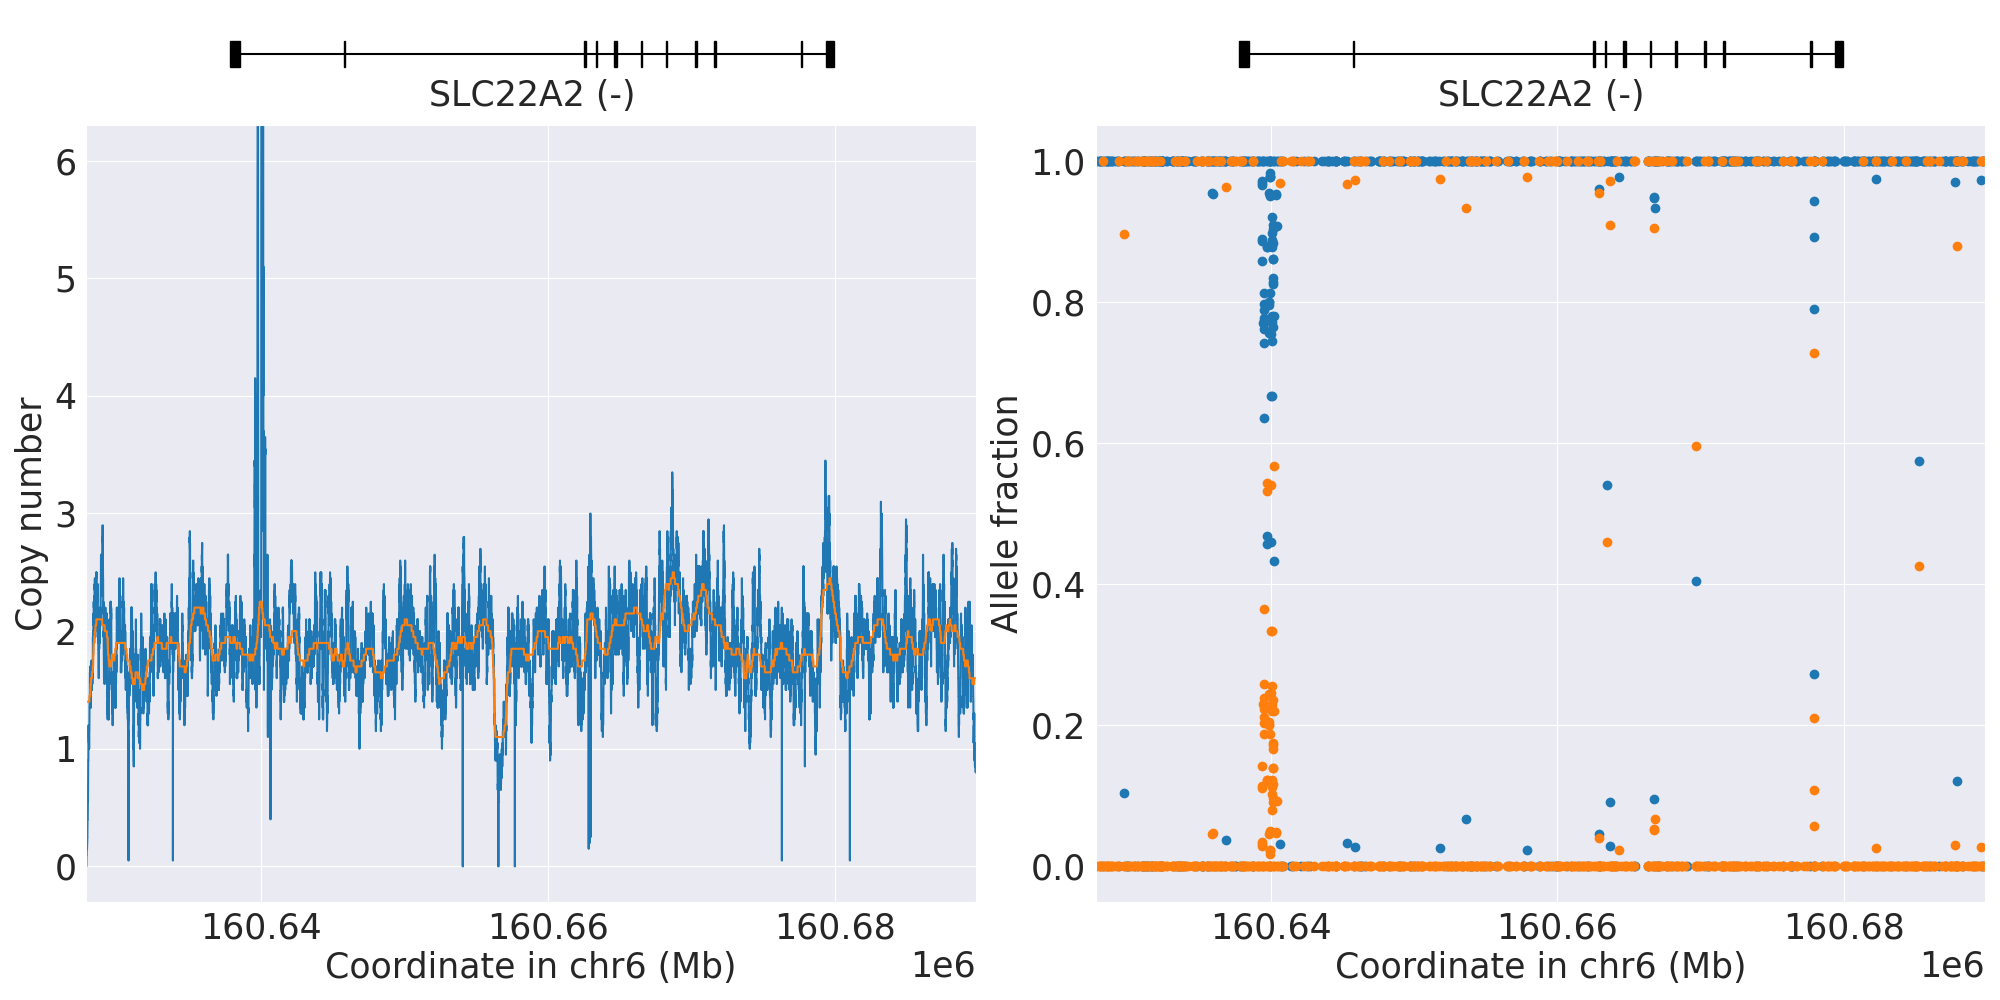 SLC22A2 (-)
6
5
4
3
2
1
0
Copy number
160.64
160.66
160.68
Coordinate in chr6 (Mb)
1e6
SLC22A2 (-)
1.0
0.8
0.6
0.4
0.2
0.0
Allele fraction
160.64
160.66
160.68
Coordinate in chr6 (Mb)
1e6